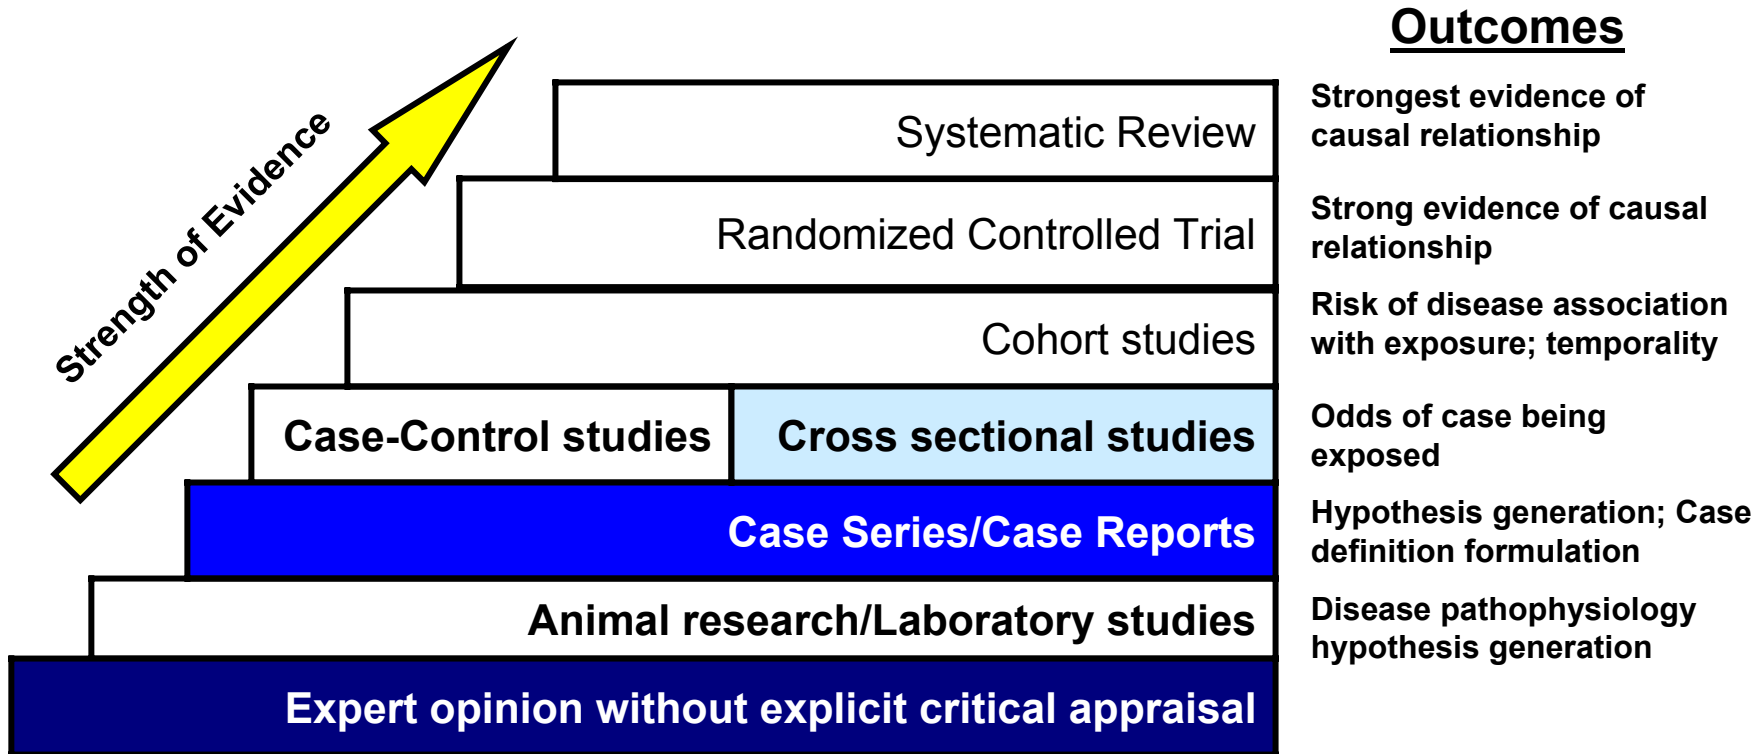 Outcomes
Strength of Evidence
Systematic Review
Strongest evidence of
causal relationship
Randomized Controlled Trial
Strong evidence of causal
relationship
Cohort studies
Risk of disease association
with exposure; temporality
Case-Control studies
Cross sectional studies
Odds of case being
exposed
Case Series/Case Reports
Hypothesis generation; Case
definition formulation
Animal research/Laboratory studies
Disease pathophysiology
hypothesis generation
Expert opinion without explicit critical appraisal